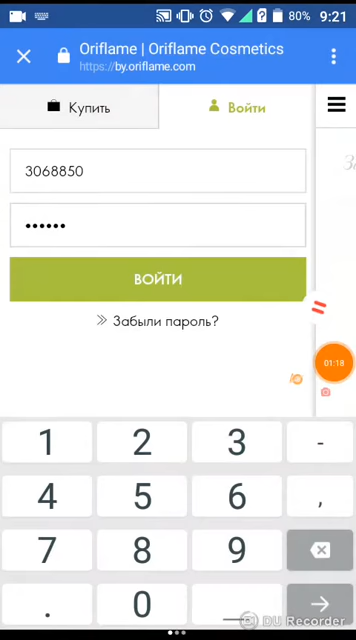 80% 9:21
Oriflame | Oriflame Cosmetics
https://by.oriflame.com
Купить
Войти
За
3068850
••••••
ВОЙТИ
Забыли пароль?
01:18
1 2 3 -
4 5 6 ,
7 8 9
. 0
DU Recorder